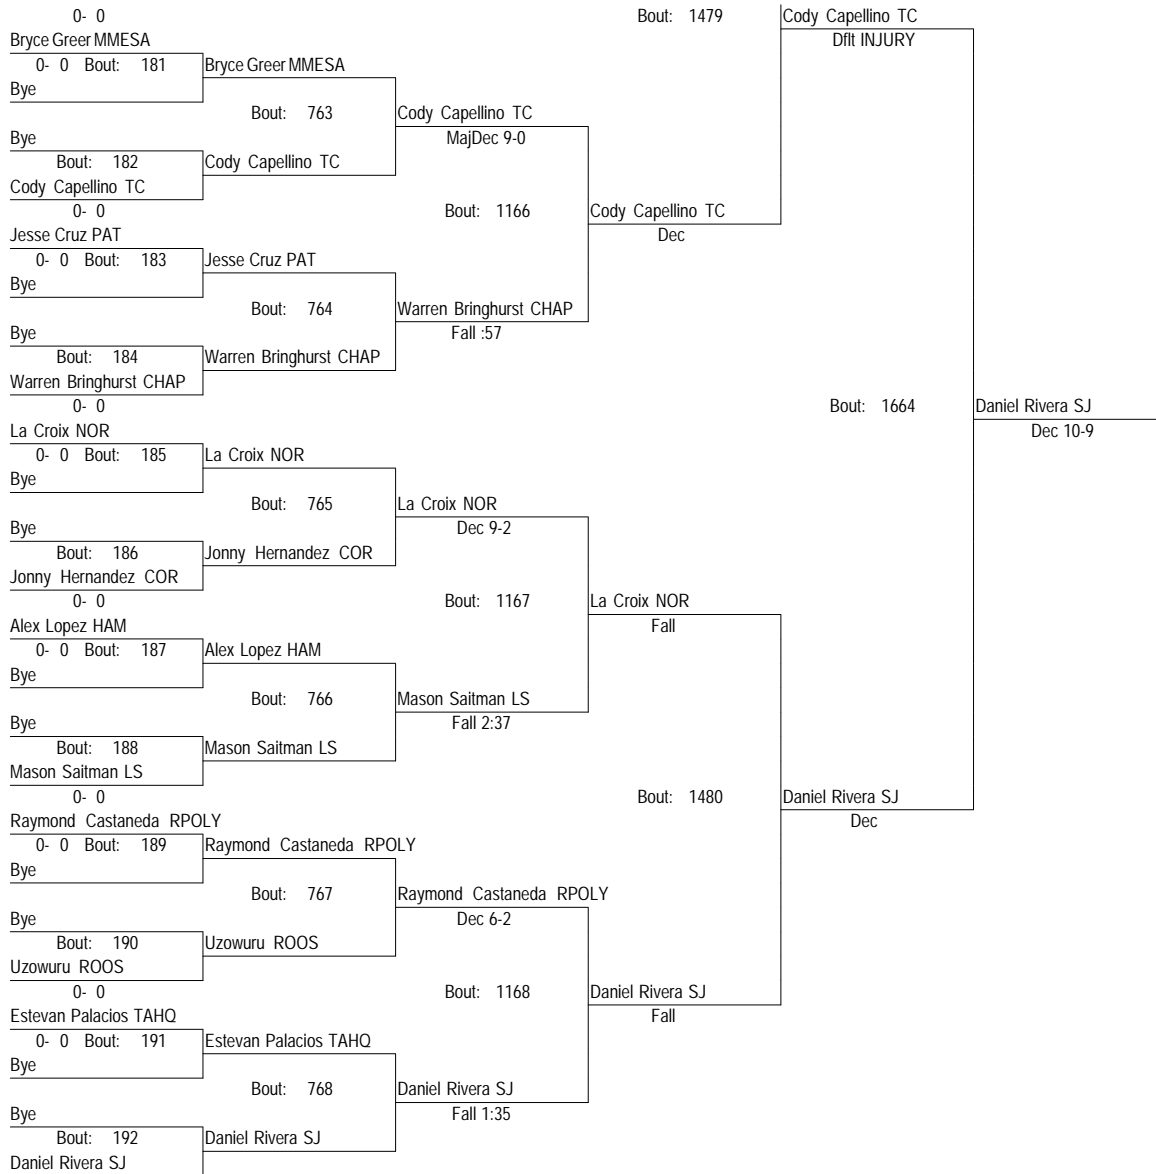 0- 0
Bout: 1479
Cody Capellino TC
Bryce Greer MMESA
Dflt INJURY
0- 0 Bout: 181
Bryce Greer MMESA
Bye
Bout: 763
Cody Capellino TC
Bye
MajDec 9-0
Bout: 182
Cody Capellino TC
Cody Capellino TC
0- 0
Bout: 1166
Cody Capellino TC
Jesse Cruz PAT
Dec
0- 0 Bout: 183
Jesse Cruz PAT
Bye
Bout: 764
Warren Bringhurst CHAP
Bye
Fall :57
Bout: 184
Warren Bringhurst CHAP
Warren Bringhurst CHAP
0- 0
Bout: 1664
Daniel Rivera SJ
La Croix NOR
Dec 10-9
0- 0 Bout: 185
La Croix NOR
Bye
Bout: 765
La Croix NOR
Bye
Dec 9-2
Bout: 186
Jonny Hernandez COR
Jonny Hernandez COR
0- 0
Bout: 1167
La Croix NOR
Alex Lopez HAM
Fall
0- 0 Bout: 187
Alex Lopez HAM
Bye
Bout: 766
Mason Saitman LS
Bye
Fall 2:37
Bout: 188
Mason Saitman LS
Mason Saitman LS
0- 0
Bout: 1480
Daniel Rivera SJ
Raymond Castaneda RPOLY
Dec
0- 0 Bout: 189
Raymond Castaneda RPOLY
Bye
Bout: 767
Raymond Castaneda RPOLY
Bye
Dec 6-2
Bout: 190
Uzowuru ROOS
Uzowuru ROOS
0- 0
Bout: 1168
Daniel Rivera SJ
Estevan Palacios TAHQ
Fall
0- 0 Bout: 191
Estevan Palacios TAHQ
Bye
Bout: 768
Daniel Rivera SJ
Bye
Fall 1:35
Bout: 192
Daniel Rivera SJ
Daniel Rivera SJ